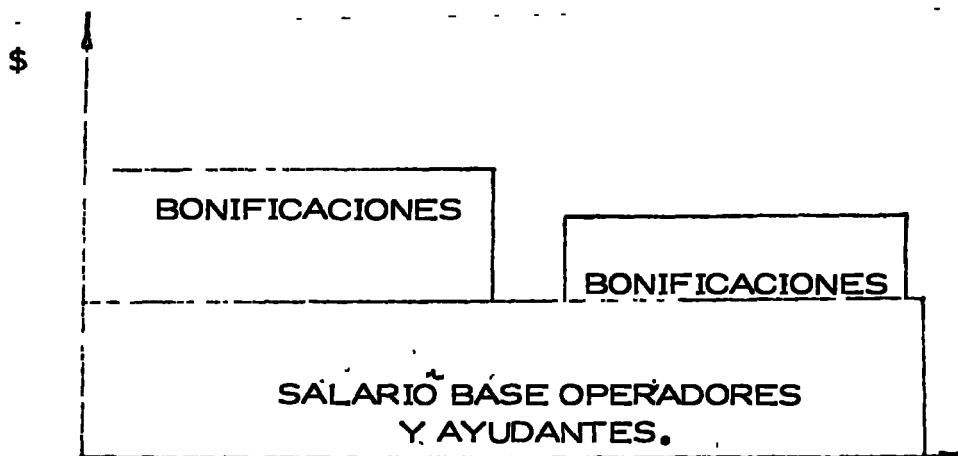 $
BONIFICACIONES
BONIFICACIONES
SALARIO BASE OPERADORES
Y AYUDANTES.